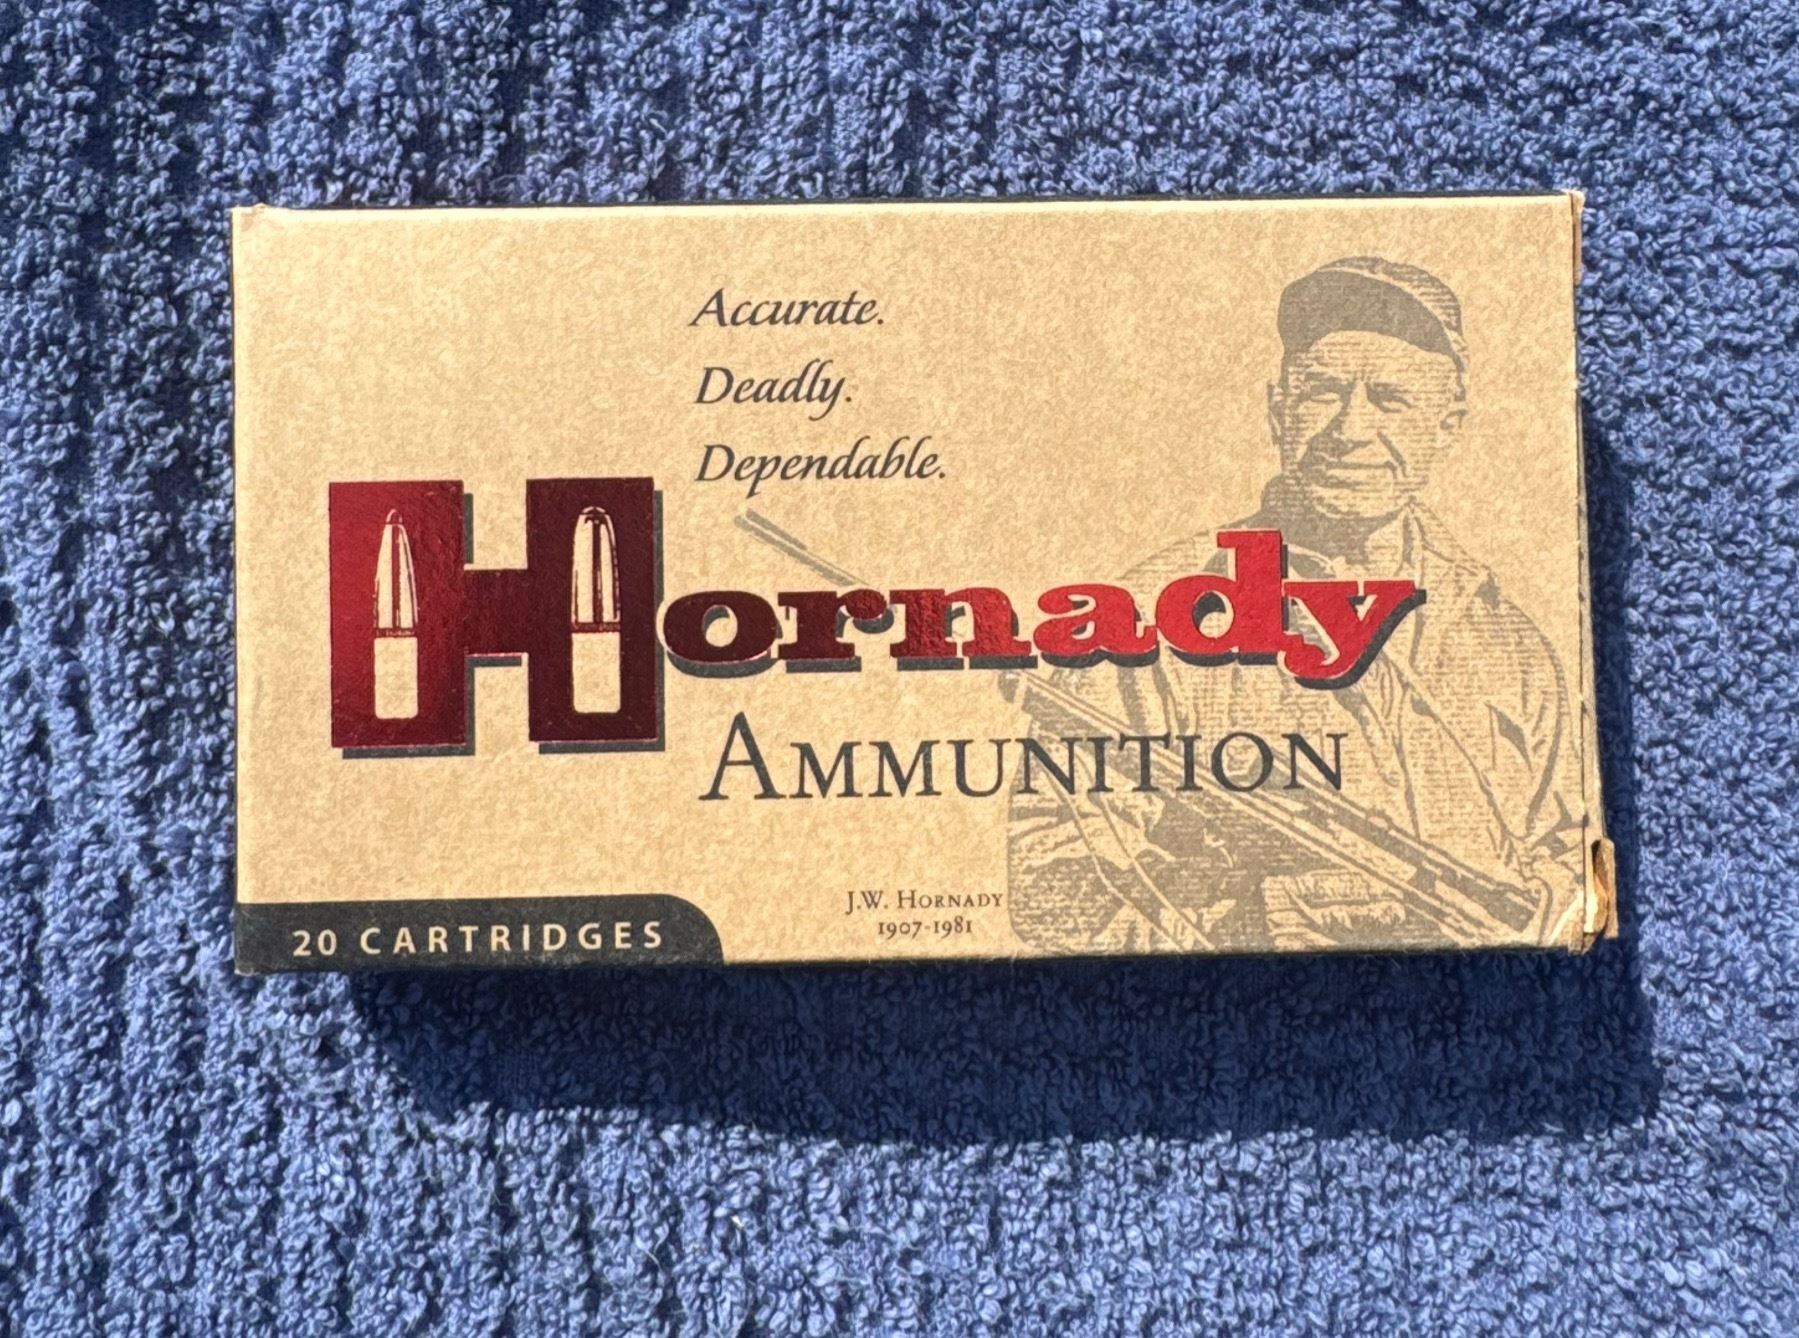 Accurate.
Deadly.
Dependable.
Hornady
AMMUNITION
J.W. HORNADY
1907-1981
20 CARTRIDGES